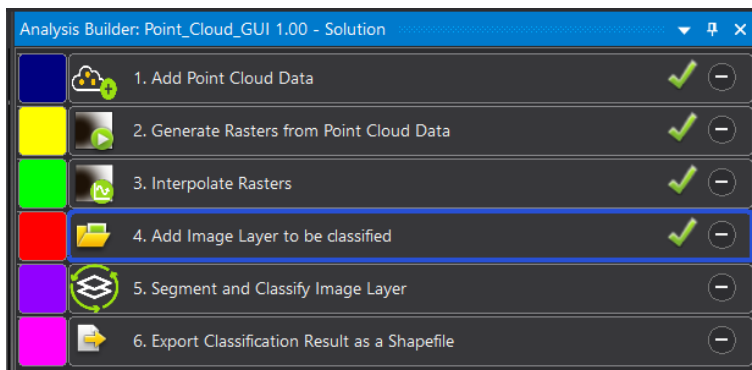 Analysis Builder: Point_Cloud_GUI 1.00 - Solution
1. Add Point Cloud Data
2. Generate Rasters from Point Cloud Data
3. Interpolate Rasters
4. Add Image Layer to be classified
5. Segment and Classify Image Layer
6. Export Classification Result as a Shapefile